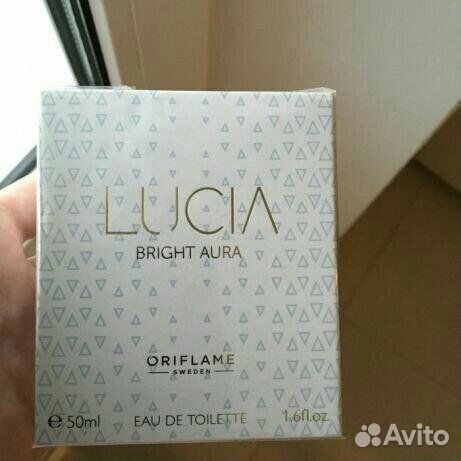 LUCIA
BRIGHT AURA
ORIFLAME
SWEDEN
℮ 50ml EAU DE TOILETTE 1.6fl.oz.
Avito